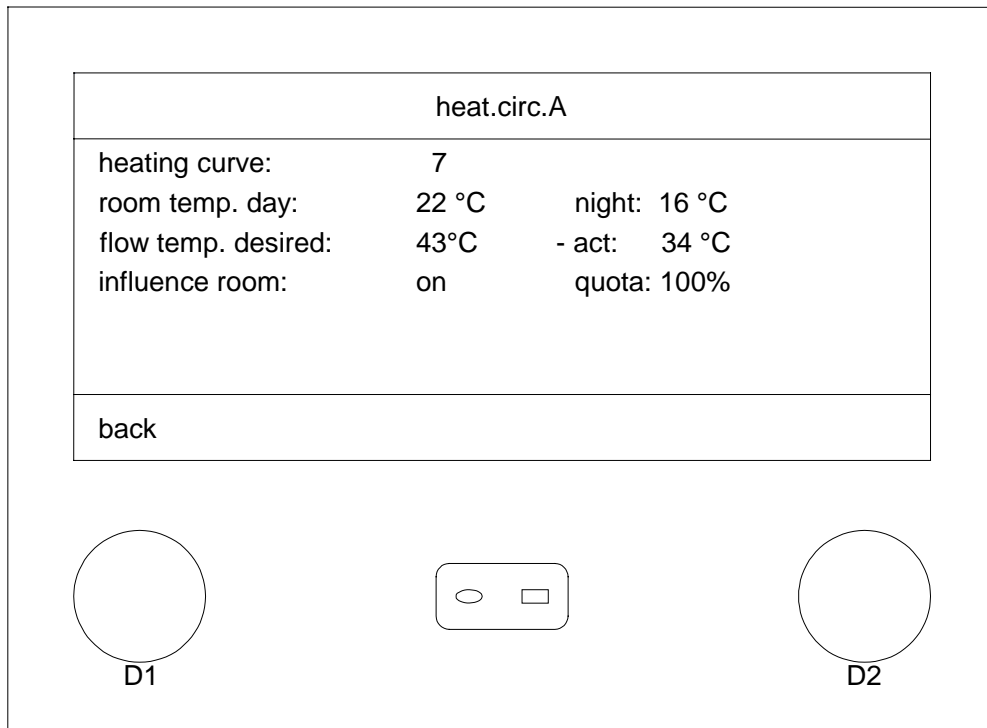 heat.circ.A
heating curve: 7
room temp. day: 22 °C night: 16 °C
flow temp. desired: 43°C - act: 34 °C
influence room: on quota: 100%
back
D1 D2